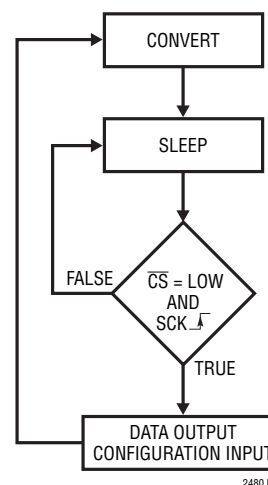 CONVERT
SLEEP
FALSE
CS = LOW
AND
SCK
TRUE
DATA OUTPUT
CONFIGURATION INPUT